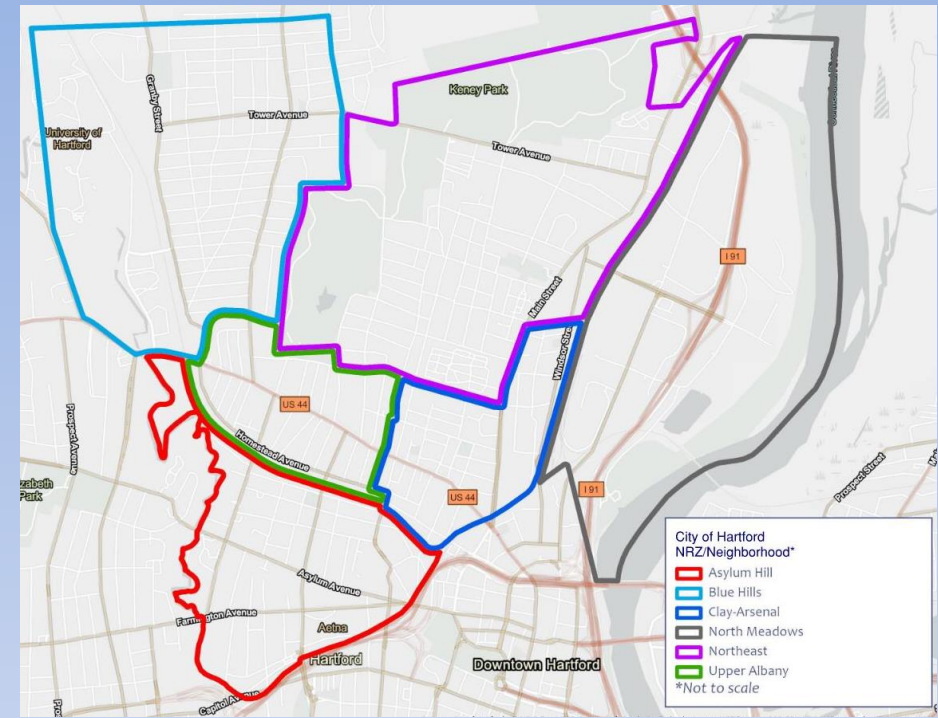 Granby Street
Tower Avenue
University of
Hartford
Keney Park
Tower Avenue
I 91
Main Street
Windsor Stre
US 44
Homestead Avenue
Prospect Avenue
zabeth
Park
US 44
I 91
Prospect Street
Asylum Avenue
Farmington Avenue
Aetna
Hartford
Downtown Hartford
Capitol Avenue
City of Hartford
NRZ/Neighborhood*
Asylum Hill
Blue Hills
Clay-Arsenal
North Meadows
Northeast
Upper Albany
*Not to scale